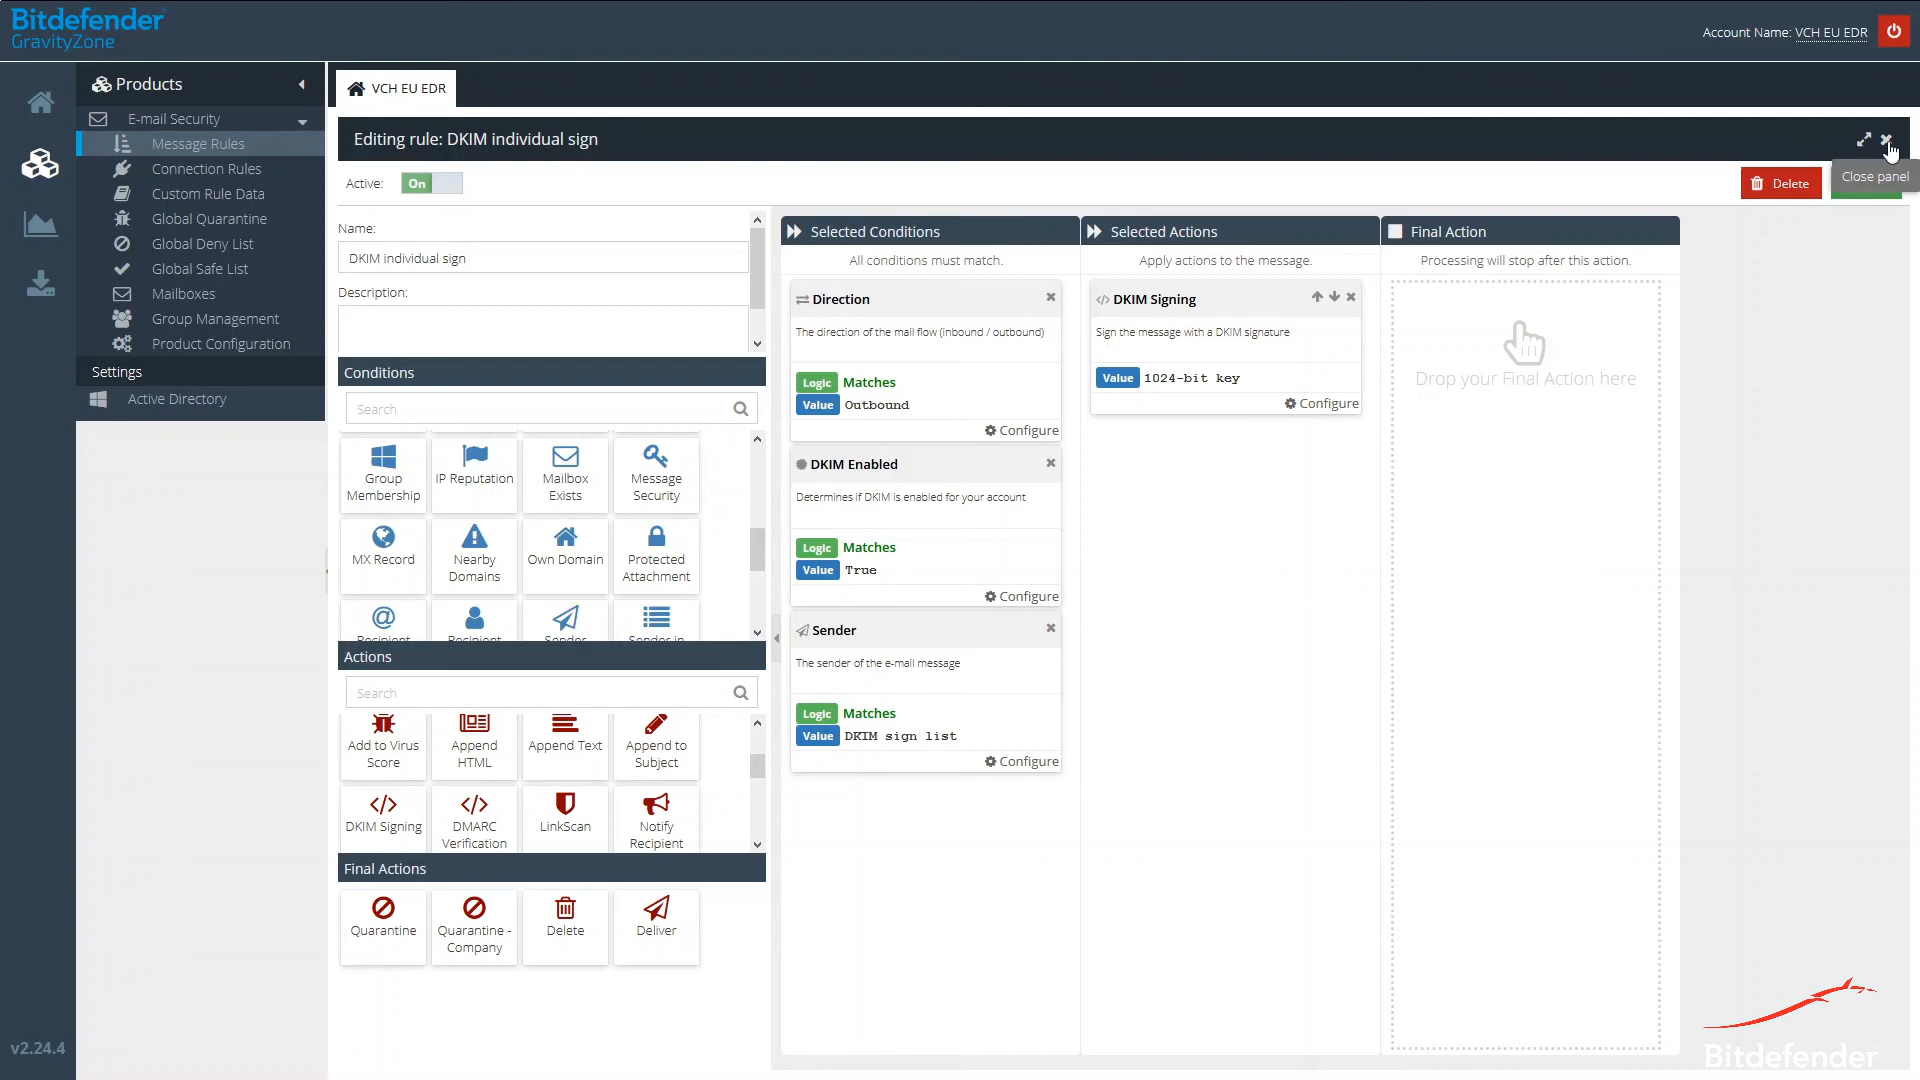 Bitdefender
GravityZone
Account Name: VCH EU EDR
Products
E-mail Security
Message Rules
Connection Rules
Custom Rule Data
Global Quarantine
Global Deny List
Global Safe List
Mailboxes
Group Management
Product Configuration
Settings
Active Directory
v2.24.4
VCH EU EDR
Editing rule: DKIM individual sign
Close panel
Active:
On
Delete
Name:
DKIM individual sign
Description:
Conditions
Search
Group Membership
IP Reputation
Mailbox Exists
Message Security
MX Record
Nearby Domains
Own Domain
Protected Attachment
Recipient
Recipient
Sender
Sender in
Actions
Search
Add to Virus Score
Append HTML
Append Text
Append to Subject
DKIM Signing
DMARC Verification
LinkScan
Notify Recipient
Final Actions
Quarantine
Quarantine - Company
Delete
Deliver
Selected Conditions
All conditions must match.
Direction
The direction of the mail flow (inbound / outbound)
Logic Matches
Value Outbound
Configure
DKIM Enabled
Determines if DKIM is enabled for your account
Logic Matches
Value True
Configure
Sender
The sender of the e-mail message
Logic Matches
Value DKIM sign list
Configure
Selected Actions
Apply actions to the message.
DKIM Signing
Sign the message with a DKIM signature
Value 1024-bit key
Configure
Final Action
Processing will stop after this action.
Drop your Final Action here
Bitdefender